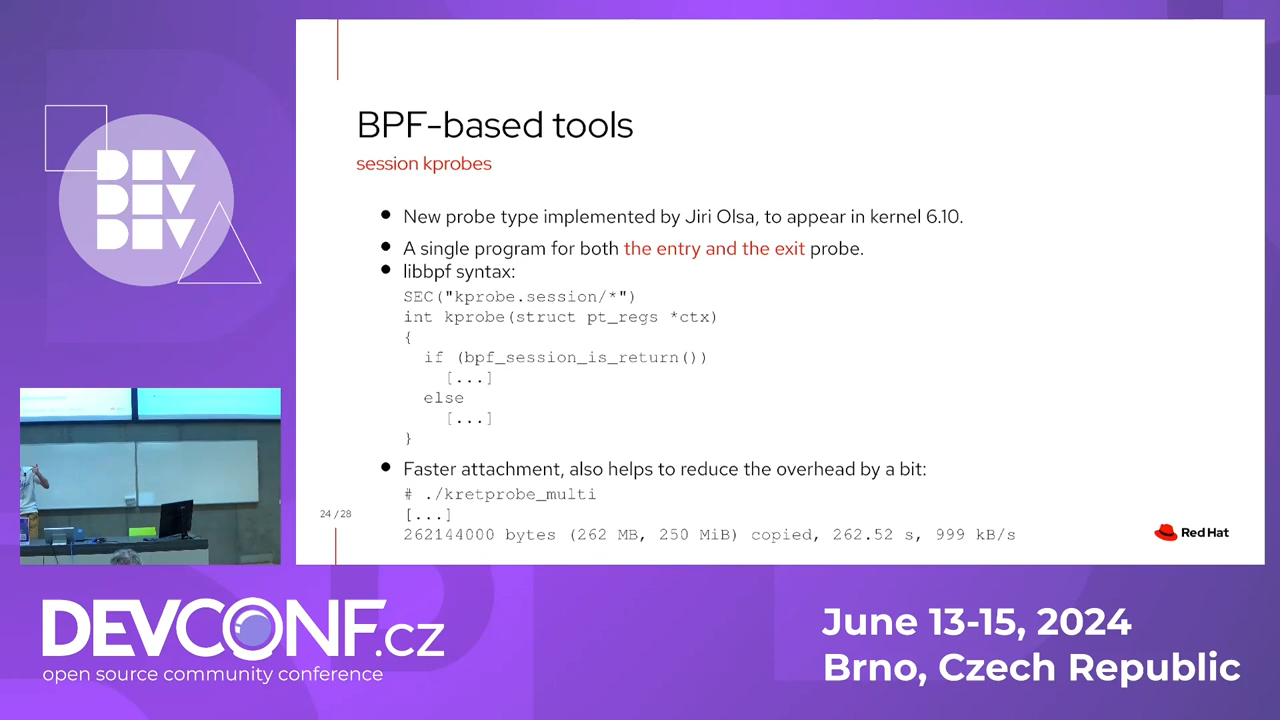 BPF-based tools
session kprobes
● New probe type implemented by Jiri Olsa, to appear in kernel 6.10.
● A single program for both the entry and the exit probe.
● libbpf syntax:
SEC("kprobe.session/*")
int kprobe(struct pt_regs *ctx)
{
if (bpf_session_is_return())
[...]
else
[...]
}
● Faster attachment, also helps to reduce the overhead by a bit:
# ./kretprobe_multi
[...]
262144000 bytes (262 MB, 250 MiB) copied, 262.52 s, 999 kB/s
24 / 28
Red Hat
DEVCONF.cz
open source community conference
June 13-15, 2024
Brno, Czech Republic